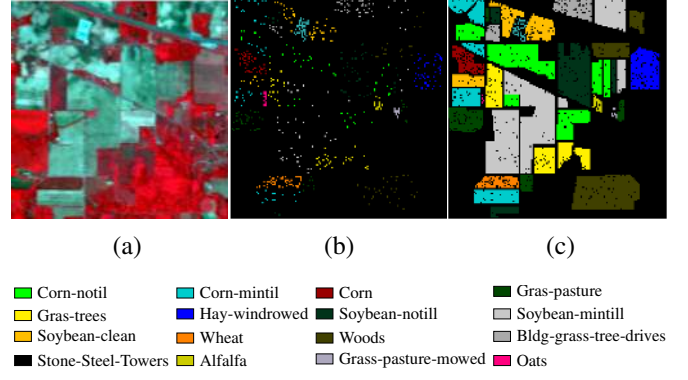 (a) (b) (c)
Corn-notil Corn-mintil Corn Gras-pasture
Gras-trees Hay-windrowed Soybean-notill Soybean-mintill
Soybean-clean Wheat Woods Bldg-grass-tree-drives
Stone-Steel-Towers Alfalfa Grass-pasture-mowed Oats